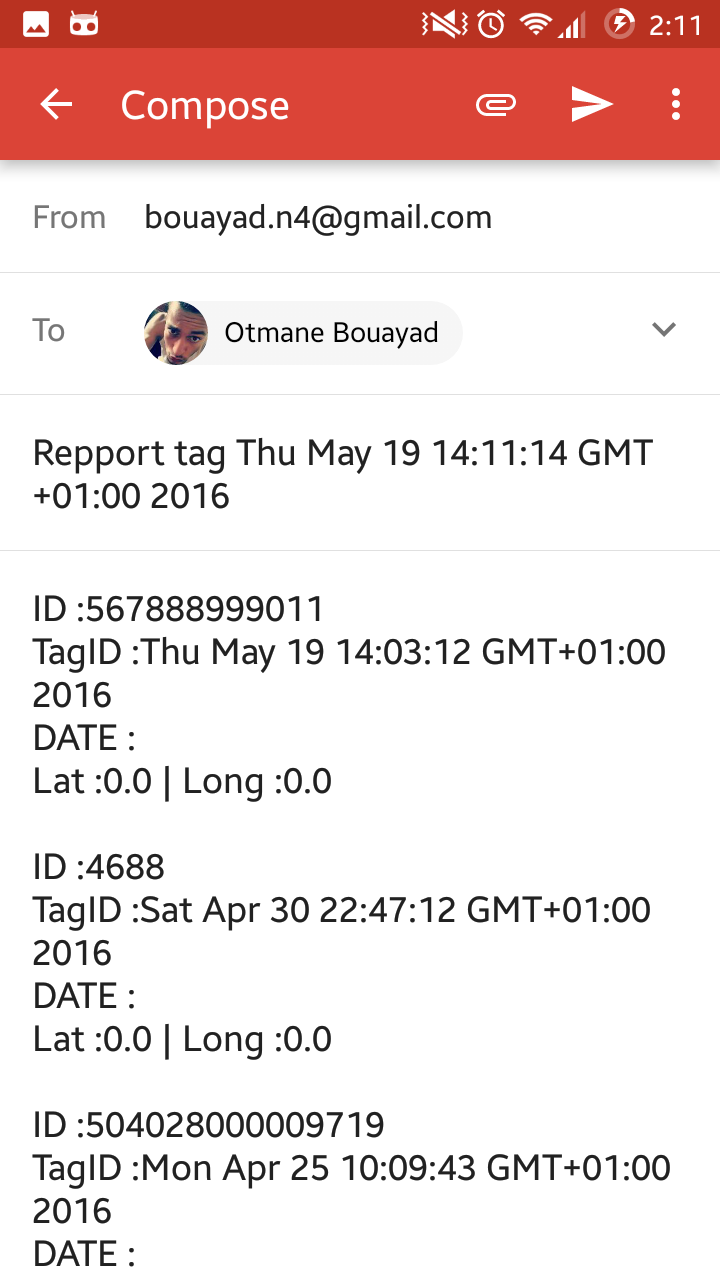 2:11
Compose
From bouayad.n4@gmail.com
To Otmane Bouayad
Repport tag Thu May 19 14:11:14 GMT
+01:00 2016
ID :567888999011
TagID :Thu May 19 14:03:12 GMT+01:00
2016
DATE :
Lat :0.0 | Long :0.0
ID :4688
TagID :Sat Apr 30 22:47:12 GMT+01:00
2016
DATE :
Lat :0.0 | Long :0.0
ID :504028000009719
TagID :Mon Apr 25 10:09:43 GMT+01:00
2016
DATE :